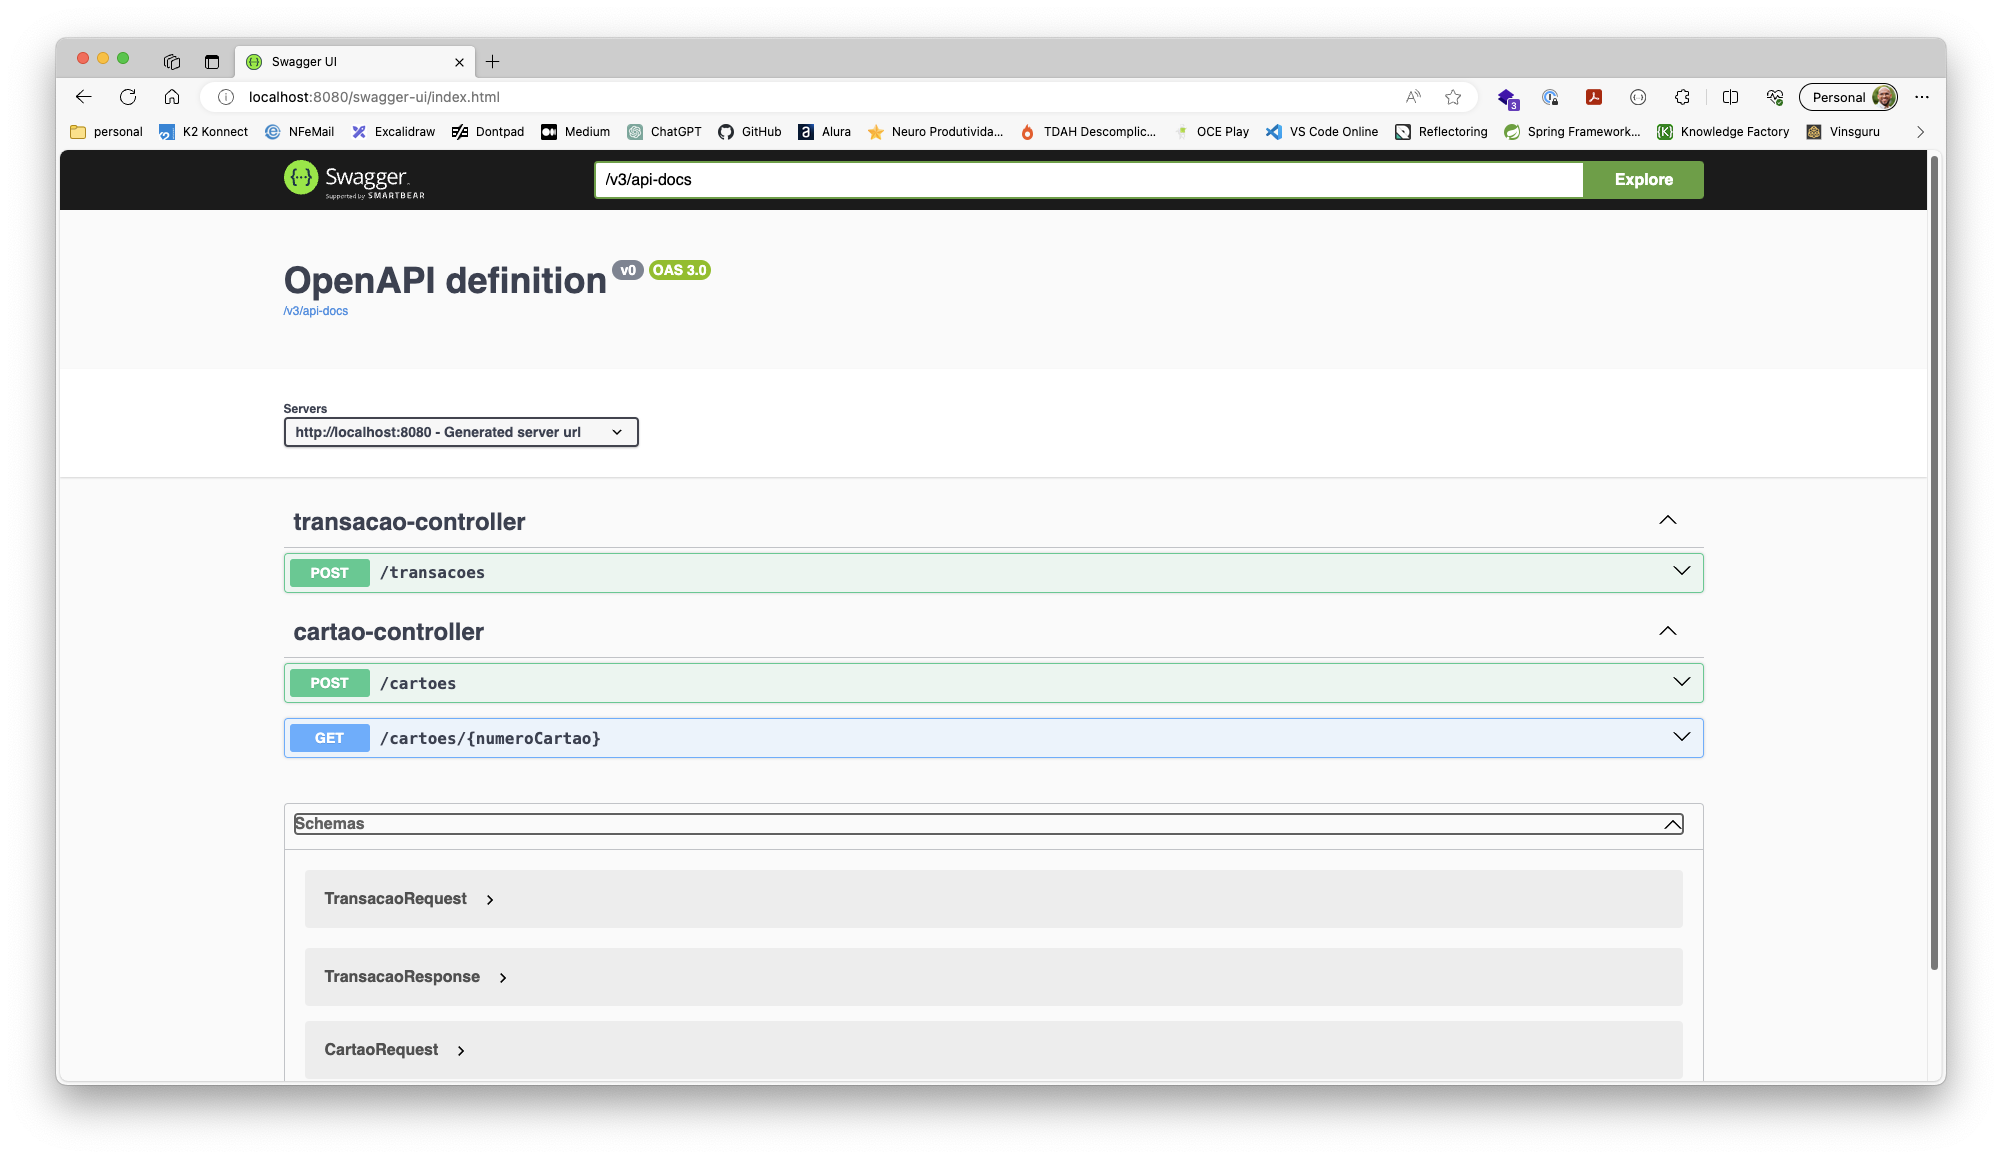 Swagger UI
localhost:8080/swagger-ui/index.html
3
Personal
personal
K2 Konnect
NFeMail
Excalidraw
Dontpad
Medium
ChatGPT
GitHub
Alura
Neuro Produtivida...
TDAH Descomplic...
OCE Play
VS Code Online
Reflectoring
Spring Framework...
Knowledge Factory
Vinsguru
Swagger.
Supported by SMARTBEAR
/v3/api-docs
Explore
OpenAPI definition v0 OAS 3.0
/v3/api-docs
Servers
http://localhost:8080 - Generated server url
transacao-controller
POST /transacoes
cartao-controller
POST /cartoes
GET /cartoes/{numeroCartao}
Schemas
TransacaoRequest
TransacaoResponse
CartaoRequest